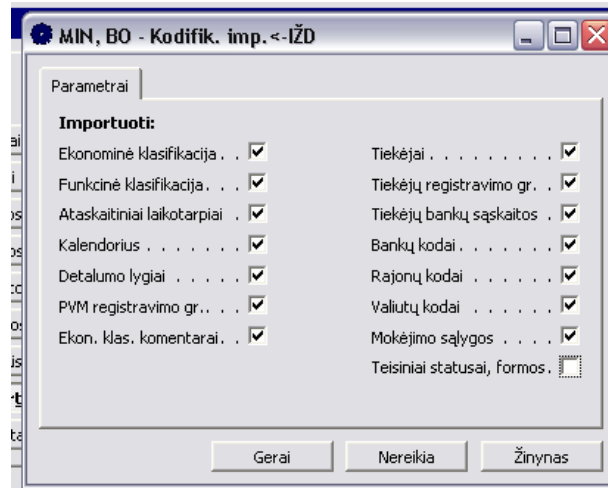 MIN, BO - Kodifik. imp.<-IŽD
Parametrai
Importuoti:
Ekonominė klasifikacija . .
Funkcinė klasifikacija. . .
Ataskaitiniai laikotarpiai .
Kalendorius . . . . . . .
Detalumo lygiai . . . . .
PVM registravimo gr.. . .
Ekon. klas. komentarai. .
Tiekėjai . . . . . . . . .
Tiekėjų registravimo gr. .
Tiekėjų bankų sąskaitos .
Bankų kodai. . . . . . .
Rajonų kodai . . . . . .
Valiutų kodai . . . . . .
Mokėjimo sąlygos . . . .
Teisiniai statusai, formos.
Gerai
Nereikia
Žinynas